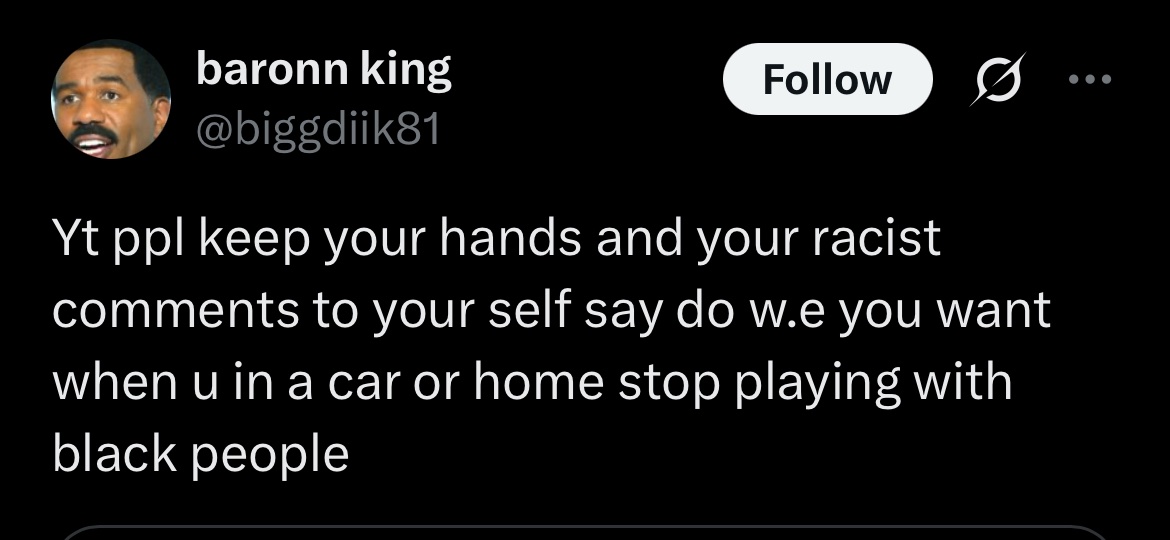 baronn king
Follow
@biggdiik81
Yt ppl keep your hands and your racist
comments to your self say do w.e you want
when u in a car or home stop playing with
black people